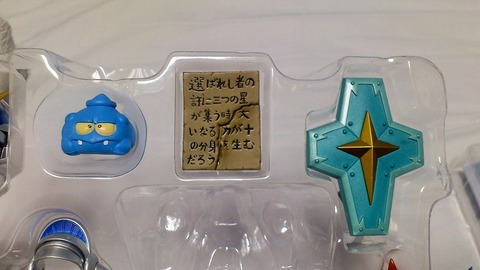 選ばれし者の
許に三つの星
が集う時大
いなる力が十
の分身を生む
だろう